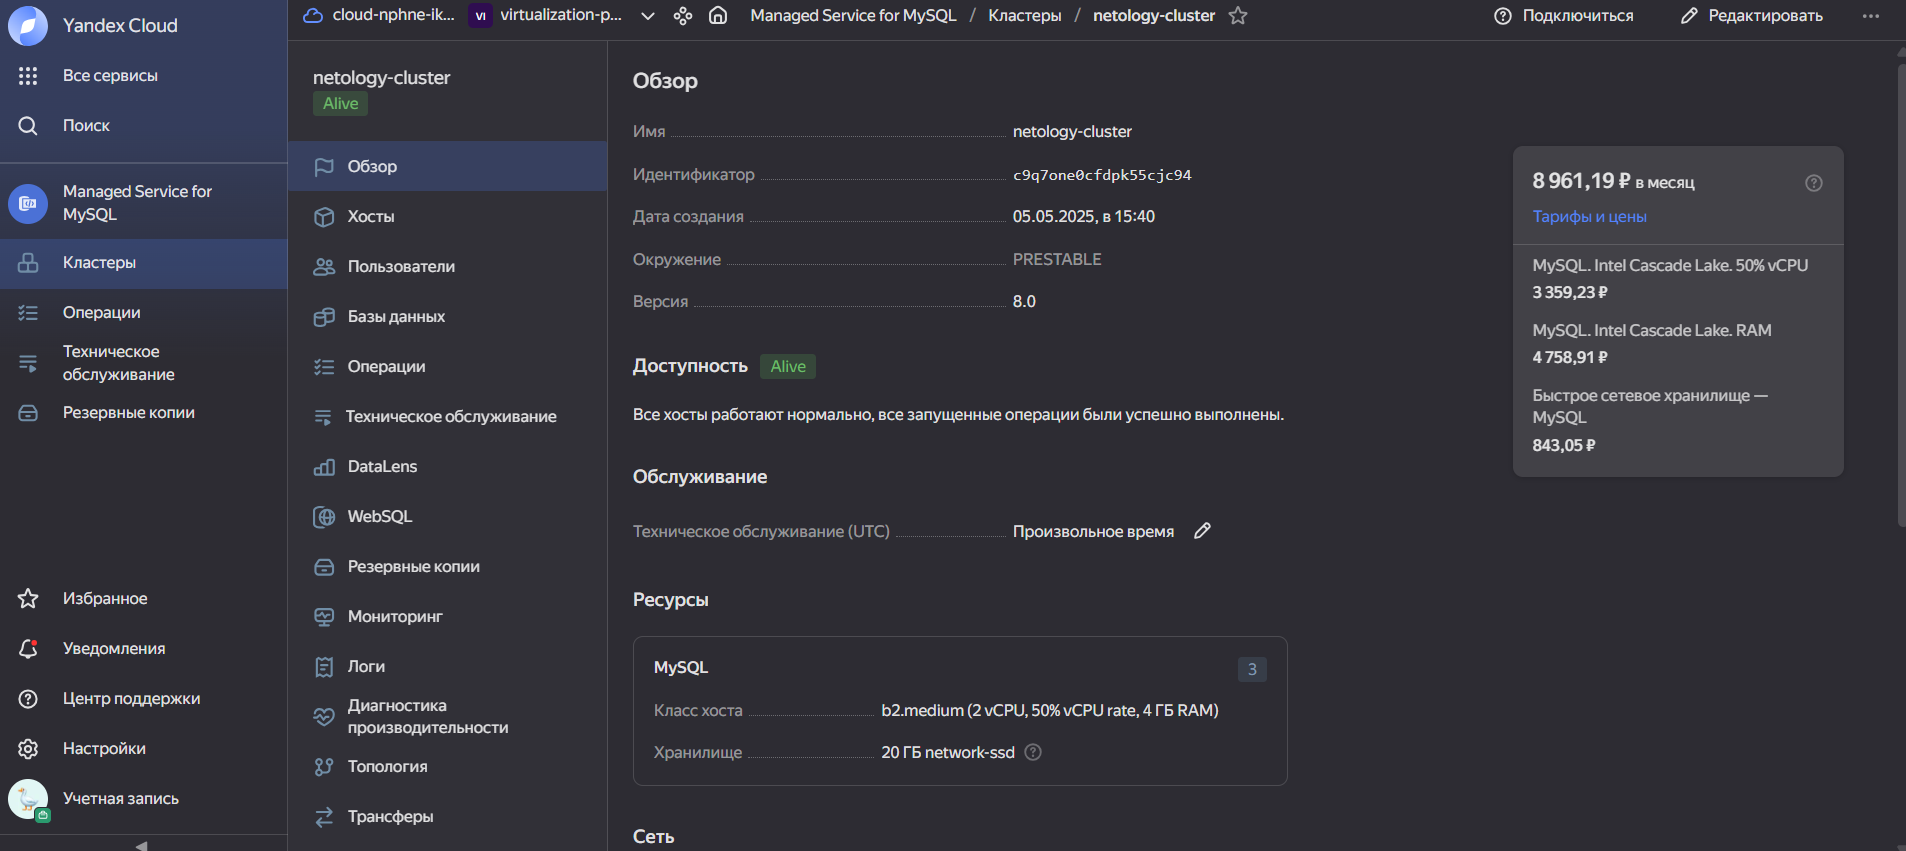 Yandex Cloud
Все сервисы
Поиск
Managed Service for
MySQL
Кластеры
Операции
Техническое
обслуживание
Резервные копии
Избранное
Уведомления
Центр поддержки
Настройки
Учетная запись
cloud-nphne-ik...
VI
virtualization-p...
Managed Service for MySQL / Кластеры / netology-cluster
Подключиться
Редактировать
netology-cluster
Alive
Обзор
Хосты
Пользователи
Базы данных
Операции
Техническое обслуживание
DataLens
WebSQL
Резервные копии
Мониторинг
Логи
Диагностика
производительности
Топология
Трансферы
Обзор
Имя netology-cluster
Идентификатор c9q7one0cfdpk55cjc94
Дата создания 05.05.2025, в 15:40
Окружение PRESTABLE
Версия 8.0
Доступность Alive
Все хосты работают нормально, все запущенные операции были успешно выполнены.
Обслуживание
Техническое обслуживание (UTC) Произвольное время
Ресурсы
MySQL 3
Класс хоста b2.medium (2 vCPU, 50% vCPU rate, 4 ГБ RAM)
Хранилище 20 ГБ network-ssd
Сеть
8 961,19 ₽ в месяц
Тарифы и цены
MySQL. Intel Cascade Lake. 50% vCPU
3 359,23 ₽
MySQL. Intel Cascade Lake. RAM
4 758,91 ₽
Быстрое сетевое хранилище —
MySQL
843,05 ₽